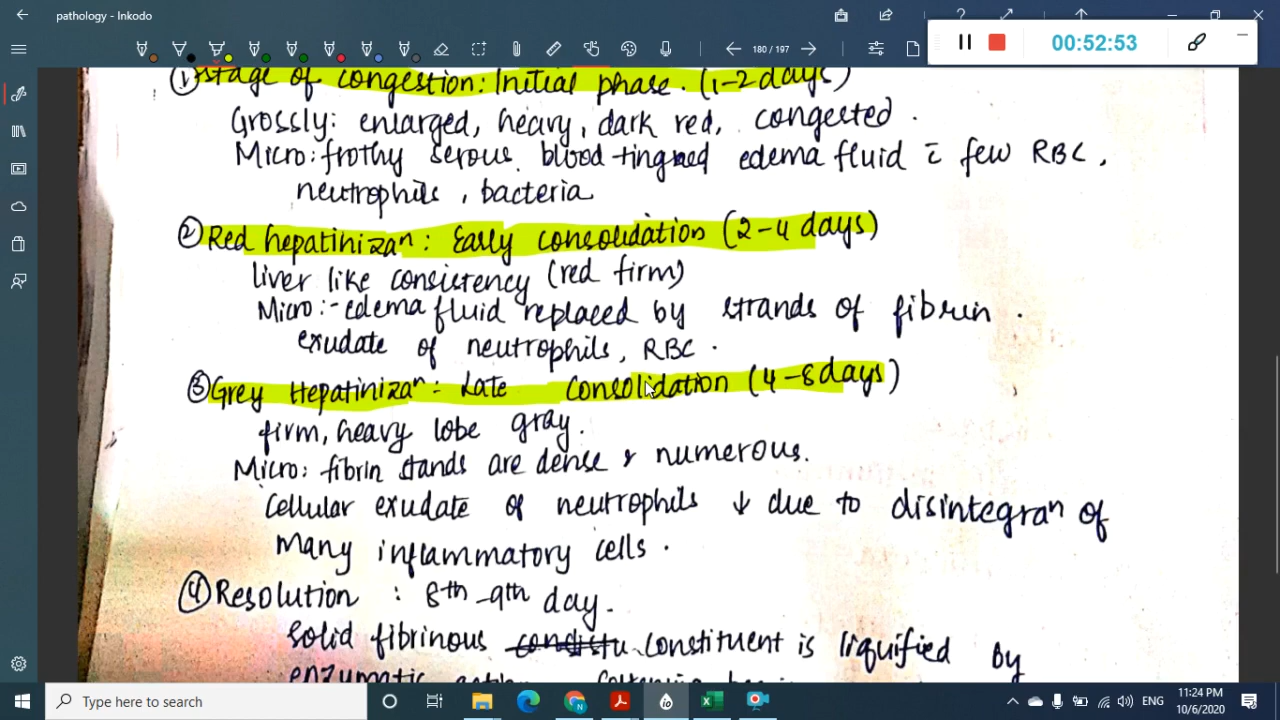 pathology - Inkodo
180 / 197
00:52:53
① Stage of congestion: Initial phase. (1-2 days)
Grossly: enlarged, heavy, dark red, congested.
Micro: frothy serous blood-tingned edema fluid c̄ few RBC,
neutrophils, bacteria
② Red hepatinizaⁿ: Early consolidation (2-4 days)
liver like consistency (red firm)
Micro:- edema fluid replaced by strands of fibrin.
exudate of neutrophils, RBC.
③ Grey Hepatinizaⁿ: Late consolidation (4-8 days)
firm, heavy lobe gray.
Micro: fibrin stands are dense & numerous.
Cellular exudate of neutrophils ↓ due to disintegraⁿ of
many inflammatory cells.
④ Resolution : 8th-9th day.
Solid fibrinous constituent is liquified by
enzymatic
Type here to search
ENG
11:24 PM
10/6/2020